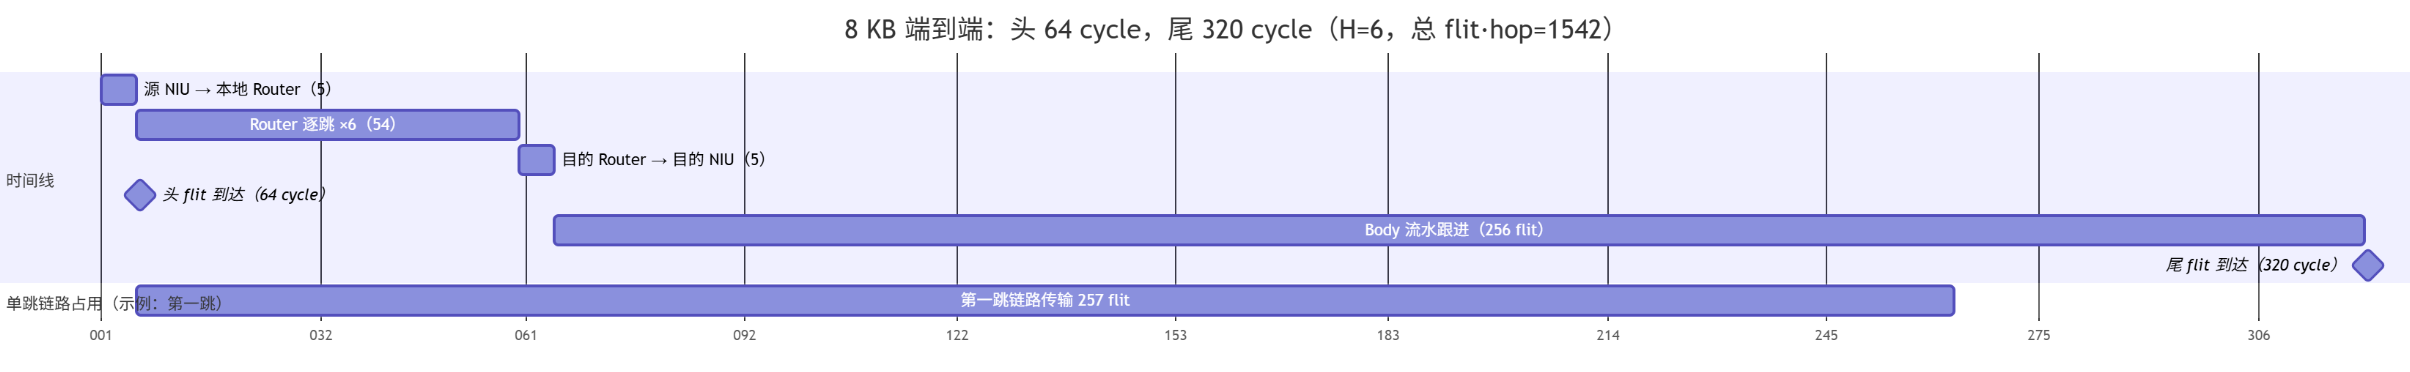 8 KB 端到端：头 64 cycle，尾 320 cycle（H=6，总 flit·hop=1542）
源 NIU → 本地 Router（5）
Router 逐跳 ×6（54）
目的 Router → 目的 NIU（5）
时间线
头 flit 到达（64 cycle）
Body 流水跟进（256 flit）
尾 flit 到达（320 cycle）
单跳链路占用（示例：第一跳）
第一跳链路传输 257 flit
001 032 061 092 122 153 183 214 245 275 306